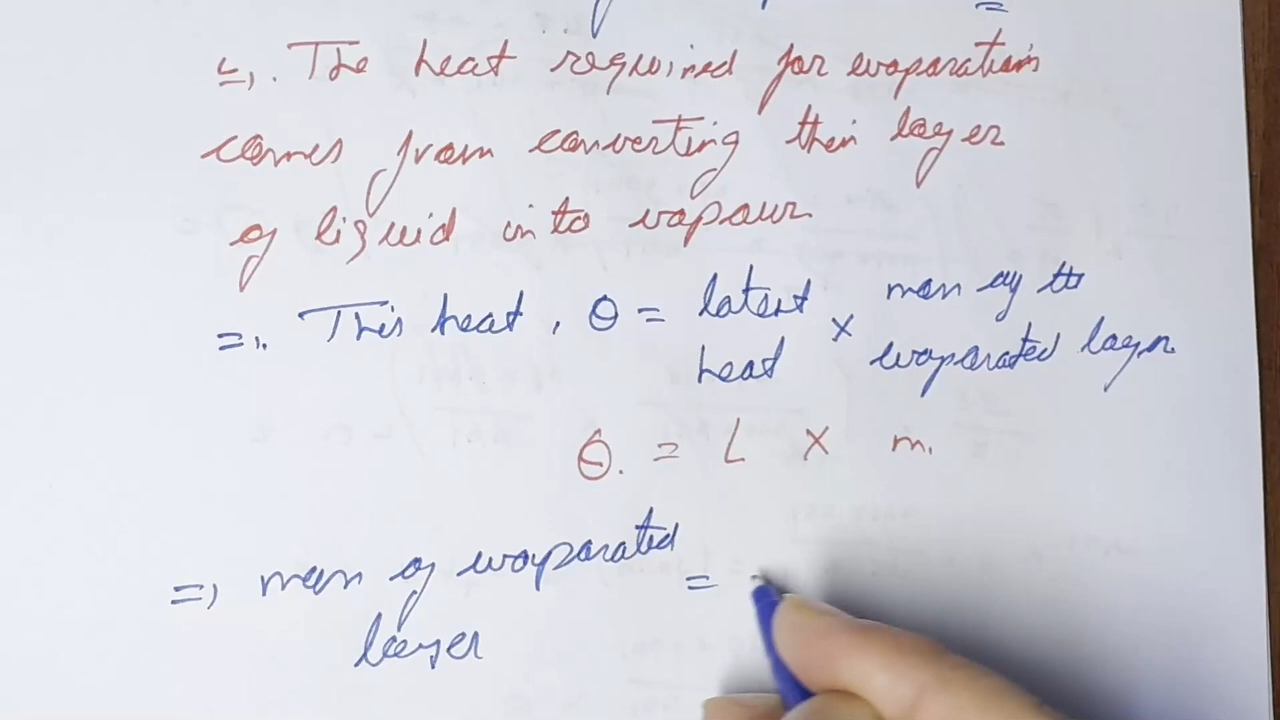 The heat required for evaporation
comes from converting thin layer
of liquid into vapour
=> This heat, Q = latent heat × mass of the evaporated layer
Q = L × m.
=> mass of evaporated layer =